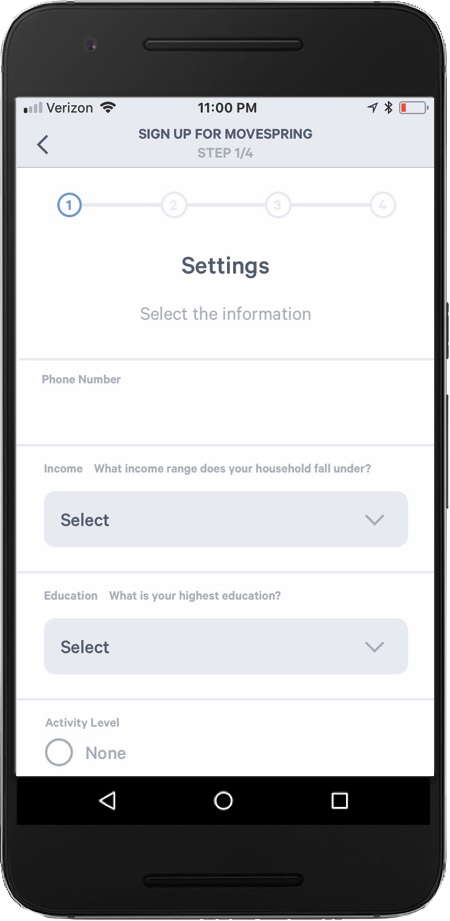 Verizon 11:00 PM
SIGN UP FOR MOVESPRING
STEP 1/4
1 2 3 4
Settings
Select the information
Phone Number
Income What income range does your household fall under?
Select
Education What is your highest education?
Select
Activity Level
None